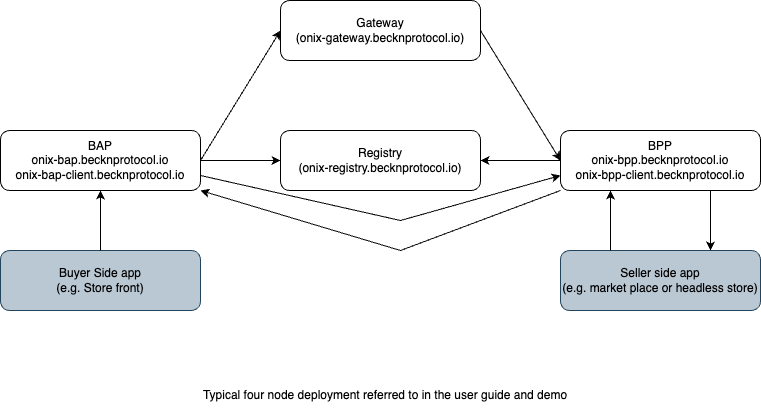 Gateway
(onix-gateway.becknprotocol.io)
BAP
onix-bap.becknprotocol.io
onix-bap-client.becknprotocol.io
Registry
(onix-registry.becknprotocol.io)
BPP
onix-bpp.becknprotocol.io
onix-bpp-client.becknprotocol.io
Buyer Side app
(e.g. Store front)
Seller side app
(e.g. market place or headless store)
Typical four node deployment referred to in the user guide and demo